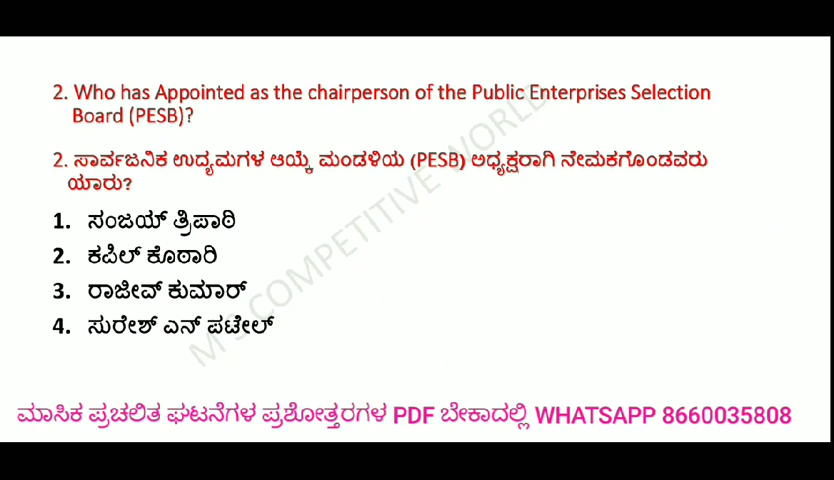 2. Who has Appointed as the chairperson of the Public Enterprises Selection
Board (PESB)?
2. ಸಾರ್ವಜನಿಕ ಉದ್ಯಮಗಳ ಆಯ್ಕೆ ಮಂಡಳಿಯ (PESB) ಅಧ್ಯಕ್ಷರಾಗಿ ನೇಮಕಗೊಂಡವರು
ಯಾರು?
1. ಸಂಜಯ್ ತ್ರಿಪಾಠಿ
2. ಕಪಿಲ್ ಕೊಠಾರಿ
3. ರಾಜೀವ್ ಕುಮಾರ್
4. ಸುರೇಶ್ ಎನ್ ಪಟೇಲ್
M S COMPETITIVE WORLD
ಮಾಸಿಕ ಪ್ರಚಲಿತ ಘಟನೆಗಳ ಪ್ರಶೋತ್ತರಗಳ PDF ಬೇಕಾದಲ್ಲಿ WHATSAPP 8660035808